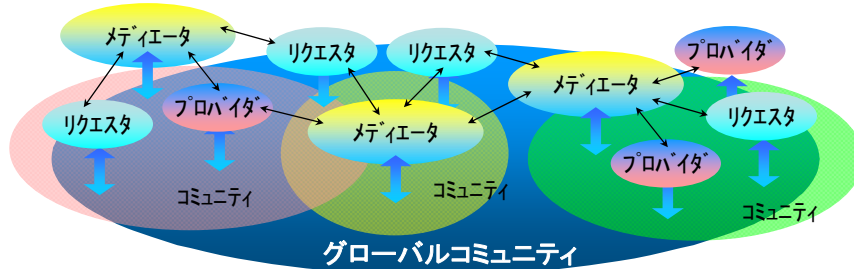 メディエータ
リクエスタ
リクエスタ
プロバイダ
メディエータ
プロバイダ
リクエスタ
リクエスタ
メディエータ
プロバイダ
コミュニティ
コミュニティ
コミュニティ
グローバルコミュニティ